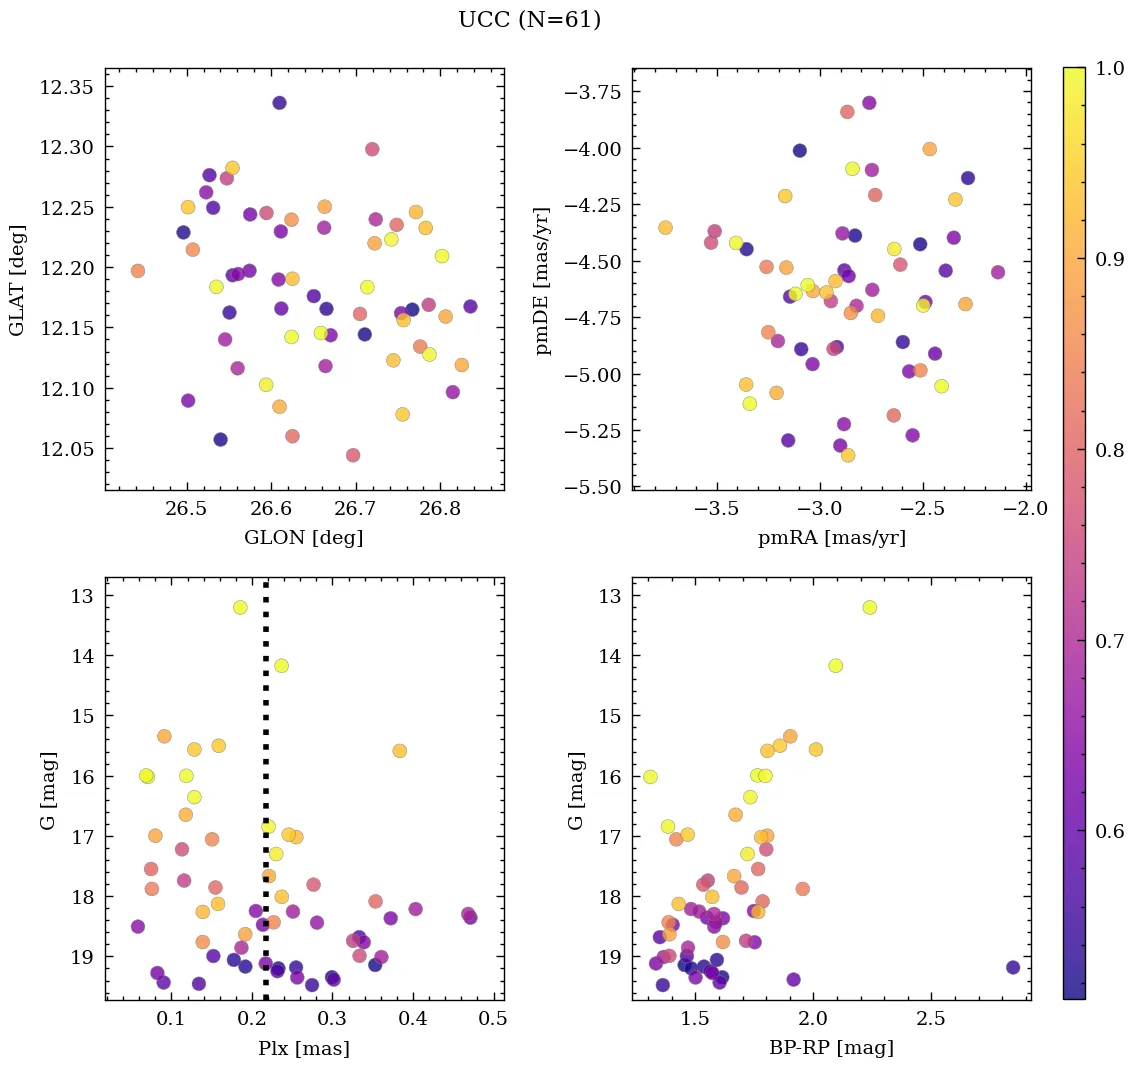 UCC (N=61)
12.35
12.30
12.25
12.20
12.15
12.10
12.05
GLAT [deg]
26.5 26.6 26.7 26.8
GLON [deg]
−3.75
−4.00
−4.25
−4.50
−4.75
−5.00
−5.25
−5.50
pmDE [mas/yr]
−3.5 −3.0 −2.5 −2.0
pmRA [mas/yr]
1.0
0.9
0.8
0.7
0.6
13
14
15
16
17
18
19
G [mag]
0.1 0.2 0.3 0.4 0.5
Plx [mas]
13
14
15
16
17
18
19
G [mag]
1.5 2.0 2.5
BP-RP [mag]